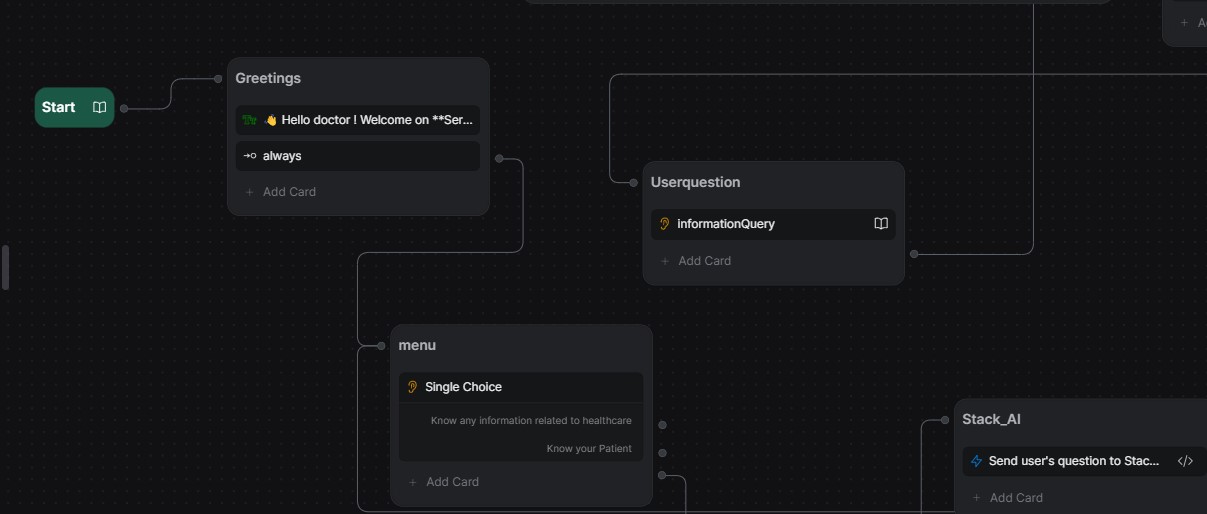 Start
Greetings
👋 Hello doctor ! Welcome on **Ser...
always
+ Add Card
Userquestion
informationQuery
+ Add Card
menu
Single Choice
Know any information related to healthcare
Know your Patient
+ Add Card
Stack_AI
Send user's question to Stac...
+ Add Card